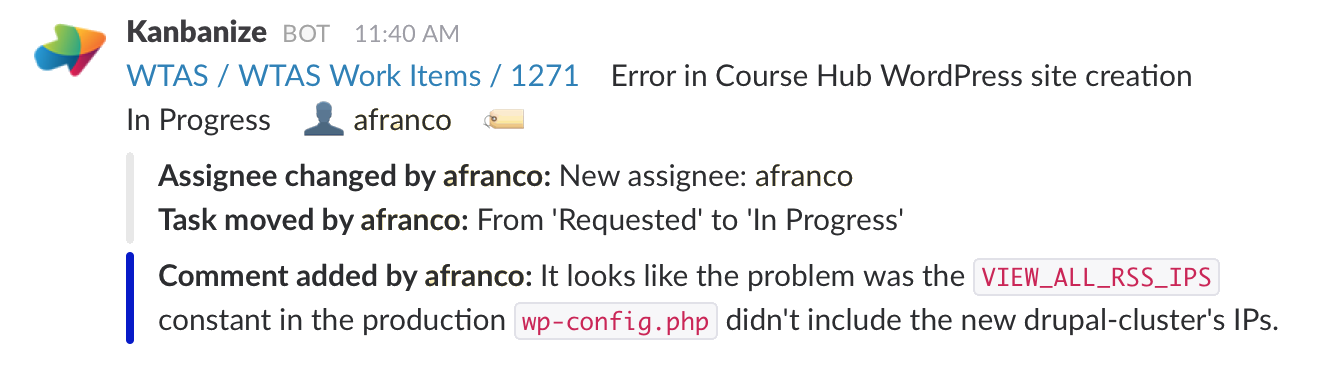 Kanbanize BOT 11:40 AM
WTAS / WTAS Work Items / 1271 Error in Course Hub WordPress site creation
In Progress afranco
Assignee changed by afranco: New assignee: afranco
Task moved by afranco: From 'Requested' to 'In Progress'
Comment added by afranco: It looks like the problem was the VIEW_ALL_RSS_IPS
constant in the production wp-config.php didn't include the new drupal-cluster's IPs.